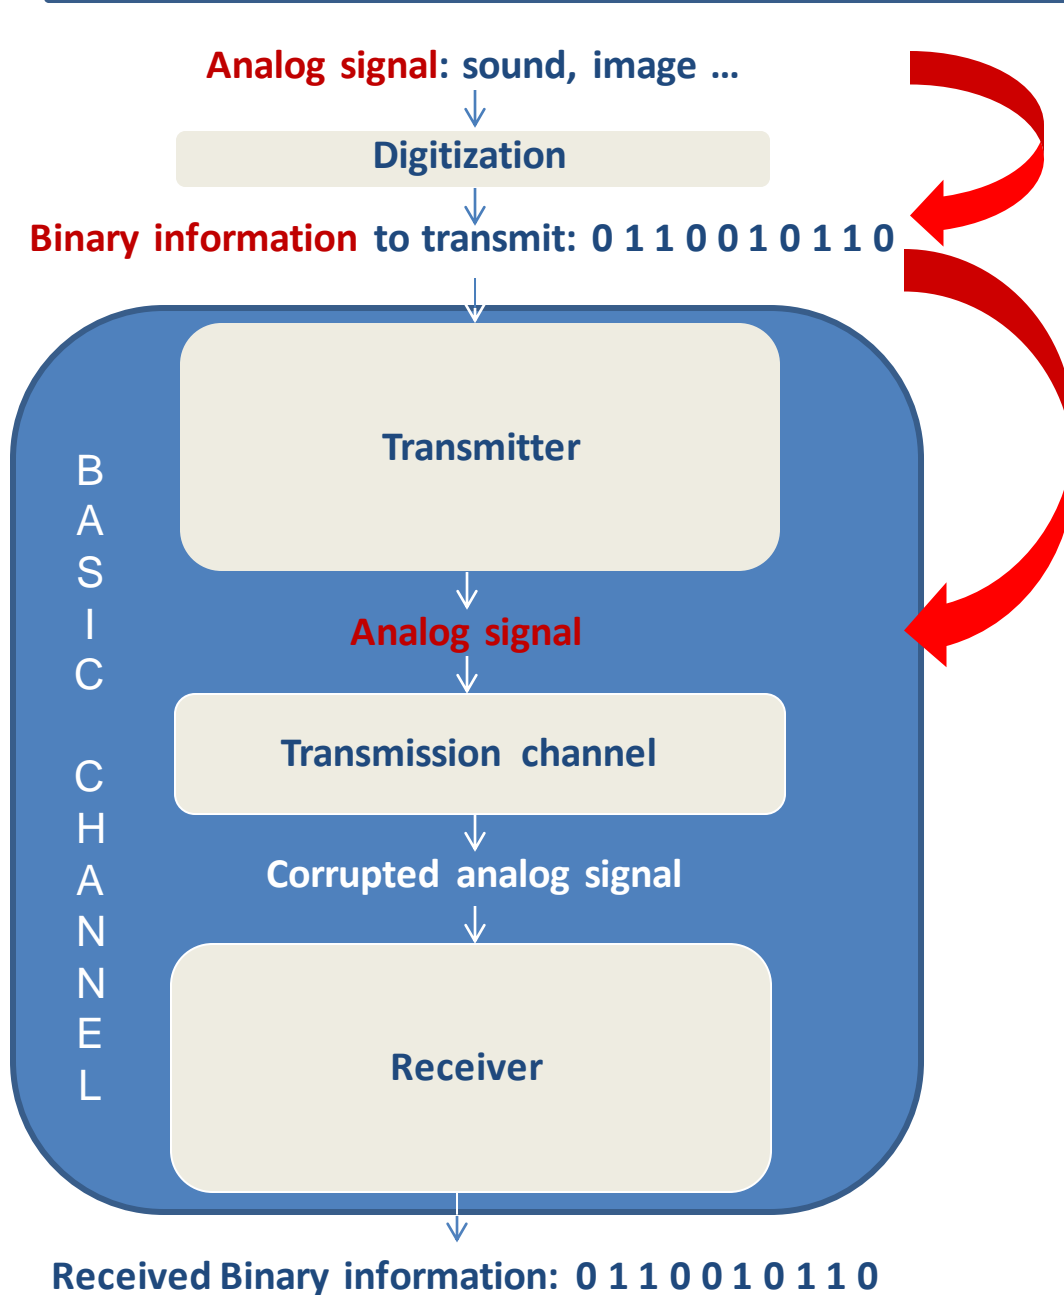 Analog signal: sound, image ...
Digitization
Binary information to transmit: 0 1 1 0 0 1 0 1 1 0
Transmitter
Analog signal
Transmission channel
Corrupted analog signal
Receiver
BASIC CHANNEL
Received Binary information: 0 1 1 0 0 1 0 1 1 0